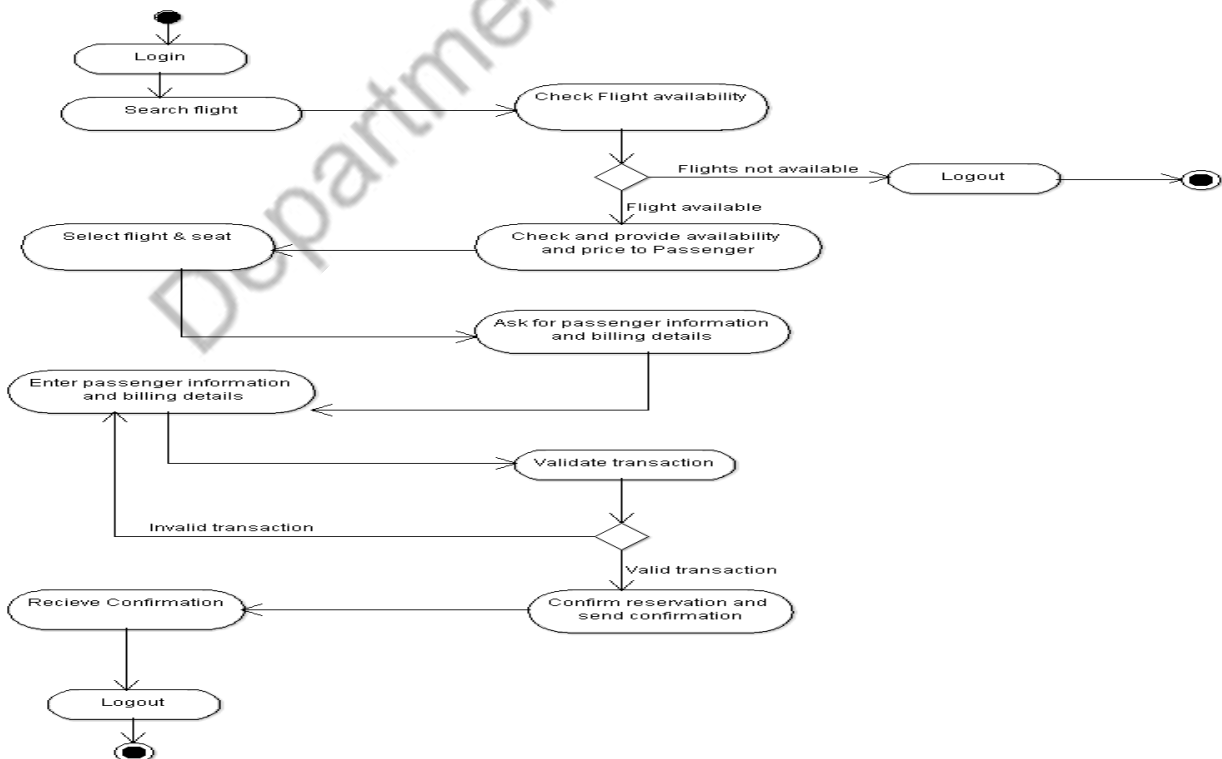 Login
Search flight
Check Flight availability
Flights not available
Logout
Flight available
Select flight & seat
Check and provide availability
and price to Passenger
Ask for passenger information
and billing details
Enter passenger information
and billing details
Validate transaction
Invalid transaction
Valid transaction
Recieve Confirmation
Confirm reservation and
send confirmation
Logout